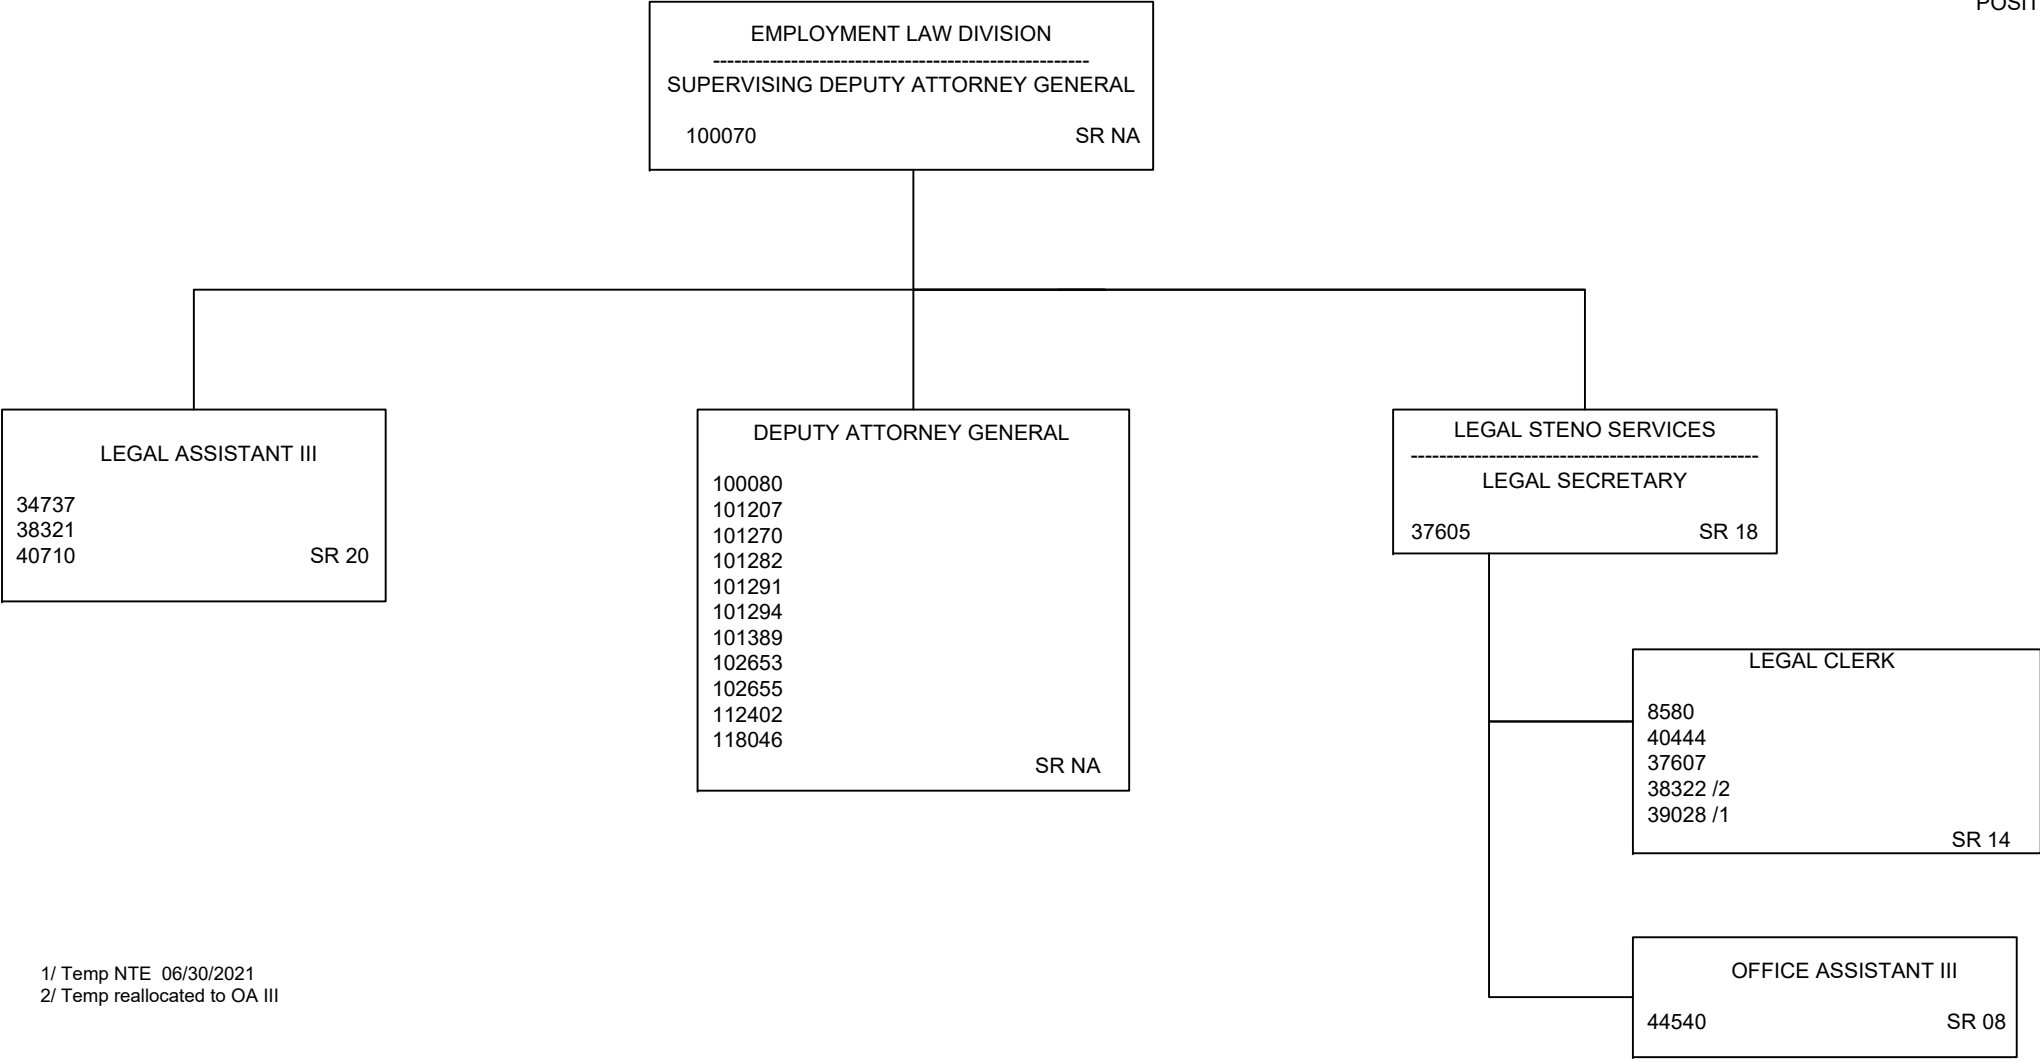 POSIT
EMPLOYMENT LAW DIVISION
-----------------------------------------------------
SUPERVISING DEPUTY ATTORNEY GENERAL
100070 SR NA
LEGAL ASSISTANT III
34737
38321
40710 SR 20
DEPUTY ATTORNEY GENERAL
100080
101207
101270
101282
101291
101294
101389
102653
102655
112402
118046
SR NA
LEGAL STENO SERVICES
-------------------------------------------------
LEGAL SECRETARY
37605 SR 18
LEGAL CLERK
8580
40444
37607
38322 /2
39028 /1
SR 14
OFFICE ASSISTANT III
44540 SR 08
1/ Temp NTE  06/30/2021
2/ Temp reallocated to OA III